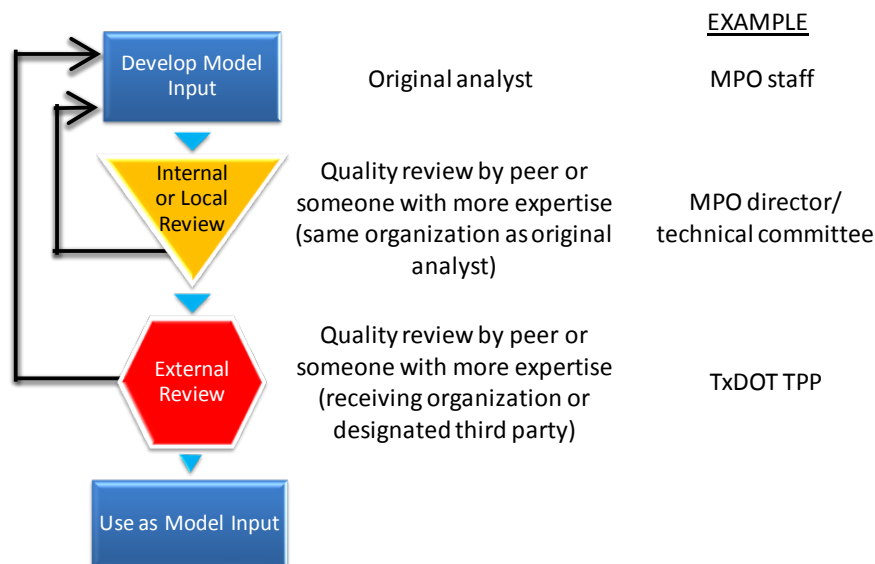 EXAMPLE
Develop Model
Input
Original analyst
MPO staff
Internal
or Local
Review
Quality review by peer or
someone with more expertise
(same organization as original
analyst)
MPO director/
technical committee
External
Review
Quality review by peer or
someone with more expertise
(receiving organization or
designated third party)
TxDOT TPP
Use as Model Input